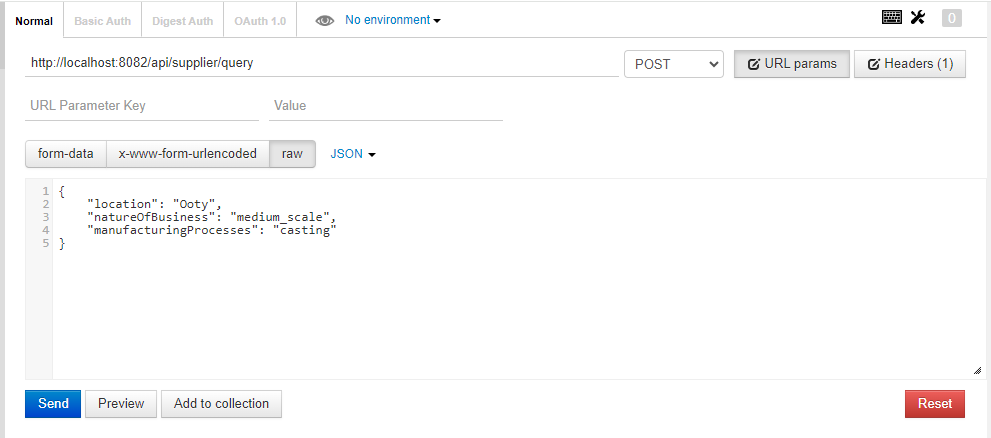 Normal Basic Auth Digest Auth OAuth 1.0 No environment 0
http://localhost:8082/api/supplier/query POST URL params Headers (1)
URL Parameter Key Value
form-data x-www-form-urlencoded raw JSON
1 {
2 "location": "Ooty",
3 "natureOfBusiness": "medium_scale",
4 "manufacturingProcesses": "casting"
5 }
Send Preview Add to collection Reset